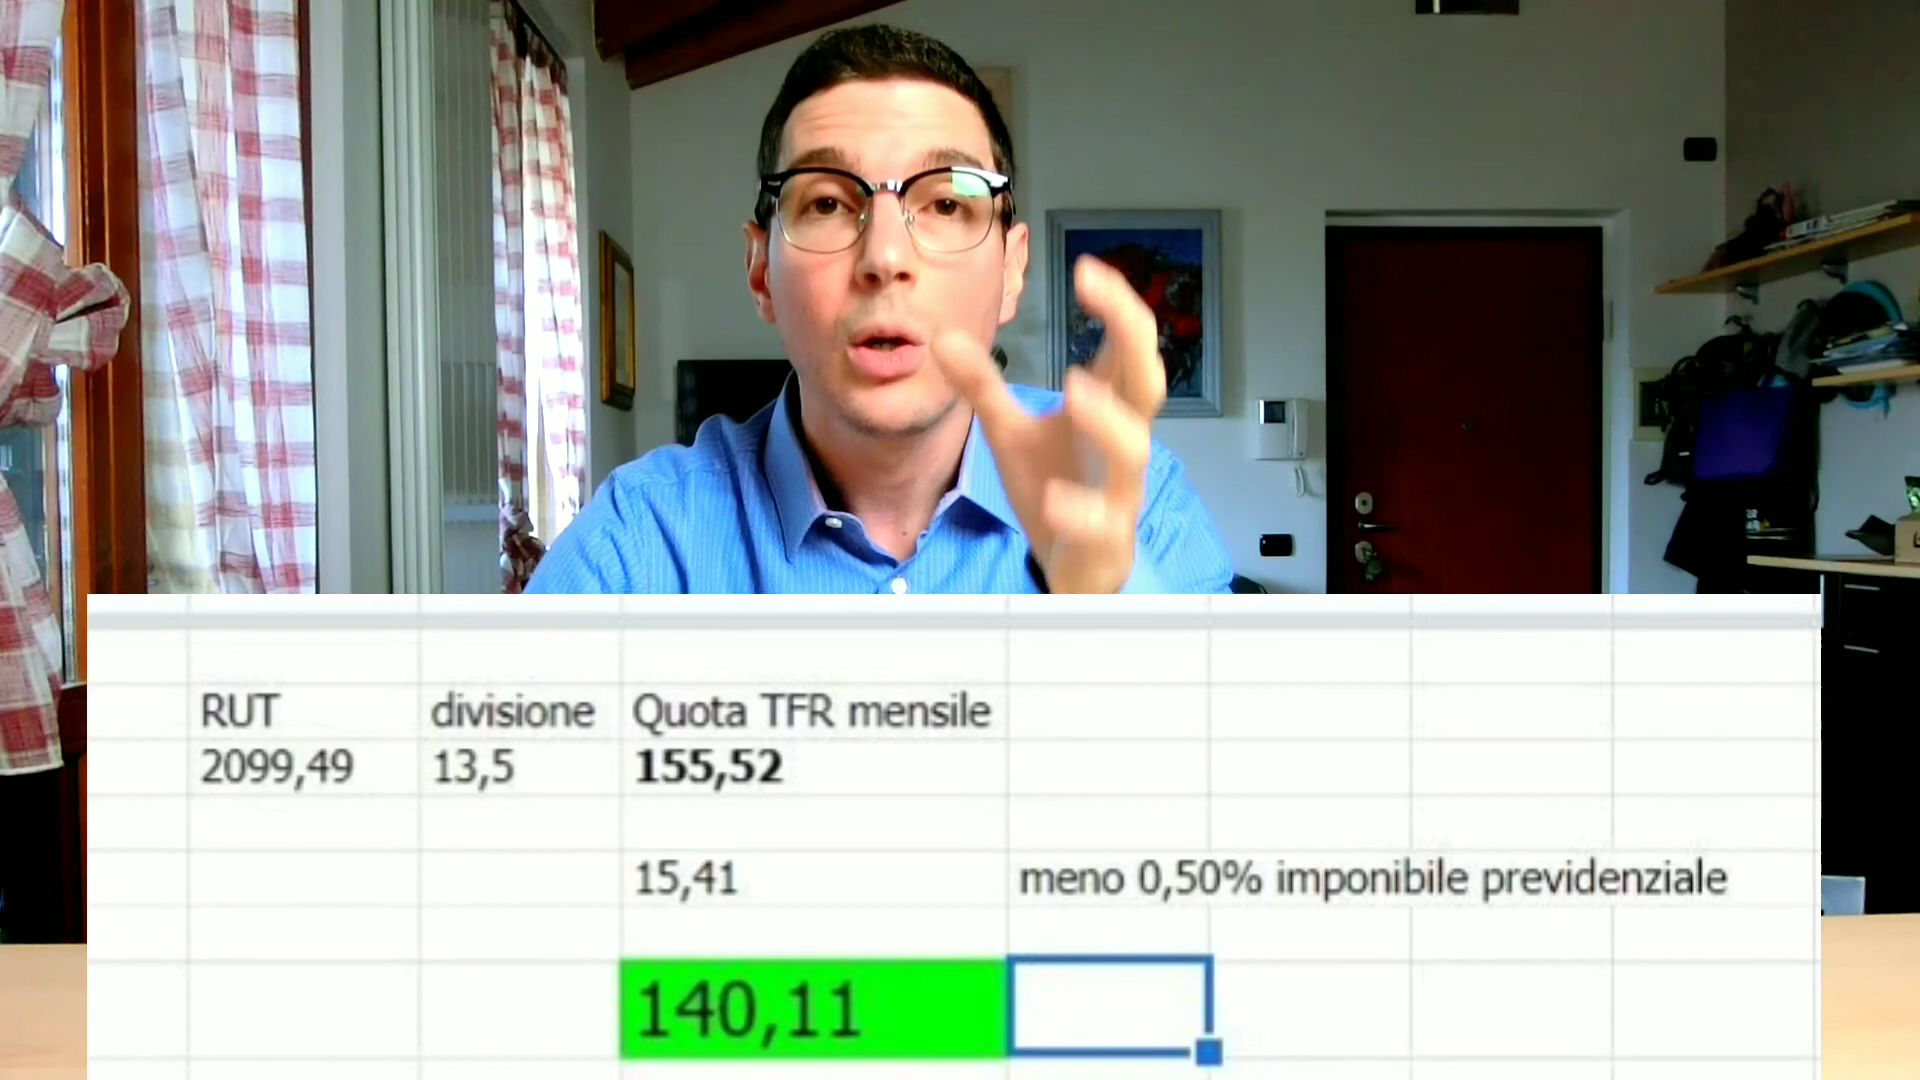 RUT divisione Quota TFR mensile
2099,49 13,5 155,52
15,41 meno 0,50% imponibile previdenziale
140,11